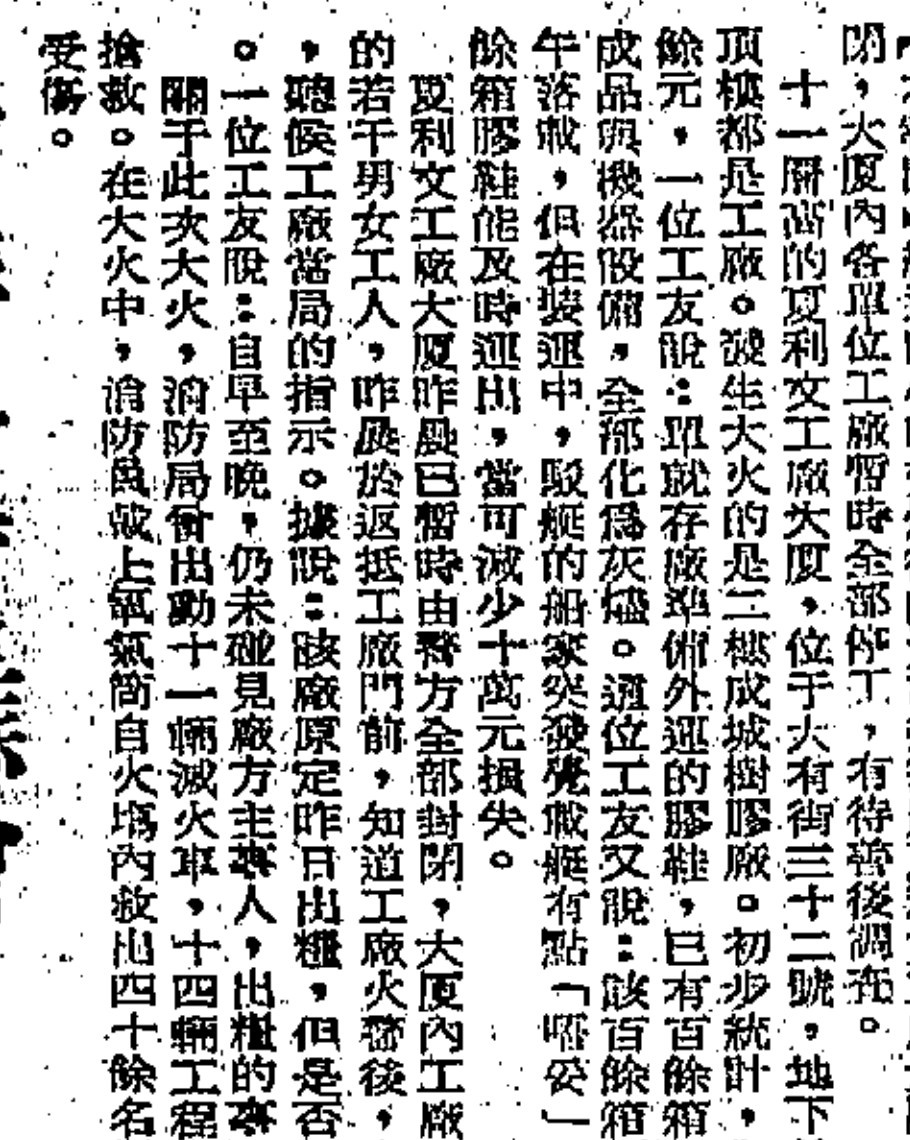 閉，大厦內各單位工廠暫時全部停工，有待善後調査。
十一層高的夏利文工廠大厦，位于大有街三十二號，地下
頂樓都是工廠。發生大火的是二樓成城樹膠廠。初步統計，
餘元，一位工友說：單就存廠準備外運的膠鞋，已有百餘箱
成品與機器設備，全部化為灰燼。這位工友又說：該百餘箱
午落載，但在裝運中，駁艇的船家突發覺載艇有點「唔妥」
餘箱膠鞋能及時運出，當可減少十萬元損失。
夏利文工廠大厦昨晨已暫時由警方全部封閉，大厦內工廠
的若干男女工人，昨晨於返抵工廠門前，知道工廠火警後，
，聽候工廠當局的指示。據說：該廠原定昨日出糧，但是否
。一位工友說：自早至晚，仍未碰見廠方主事人，出糧的事
關于此次大火，消防局會出動十一輛滅火車，十四輛工程
搶救。在大火中，消防員戴上氧氣筒自火塲內救出四十餘名
受傷。